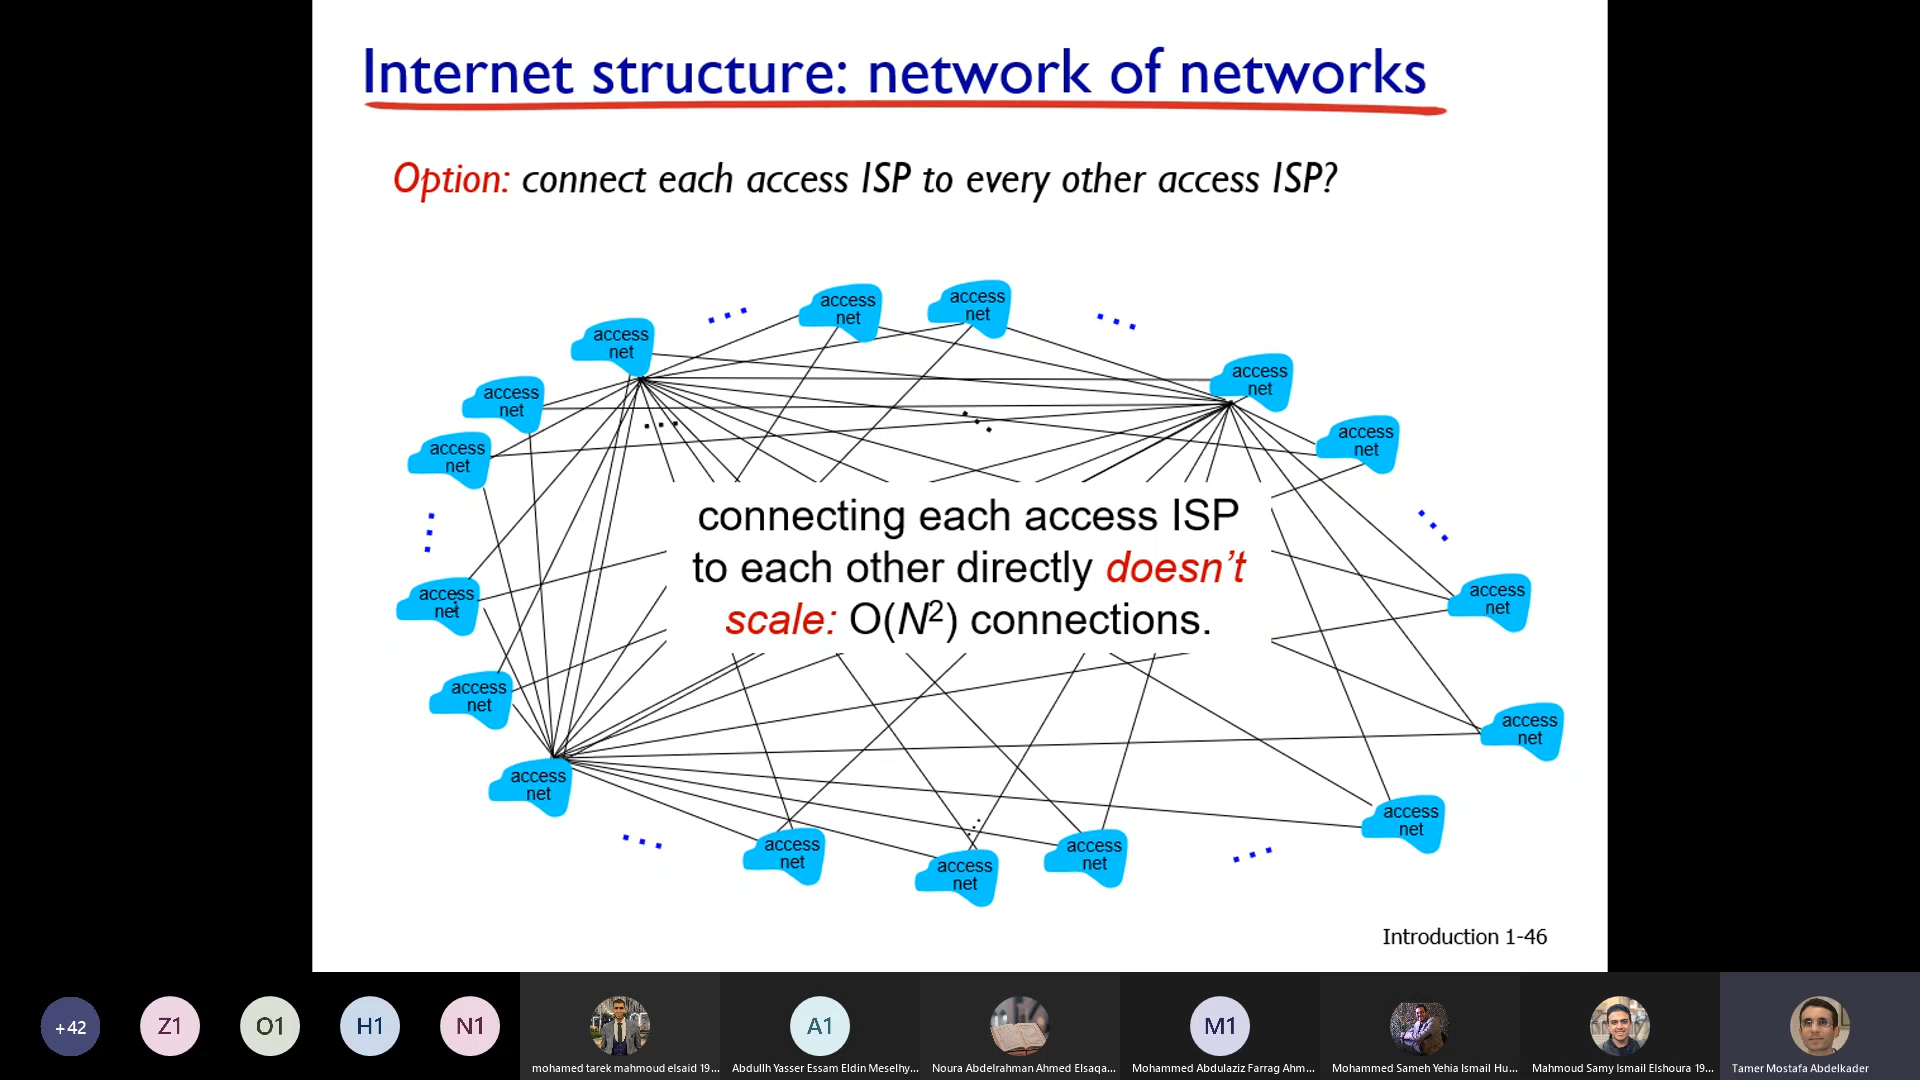 Internet structure: network of networks
Option: connect each access ISP to every other access ISP?
access
net
access
net
access
net
access
net
access
net
access
net
access
net
access
net
connecting each access ISP
to each other directly doesn’t
scale: O(N²) connections.
access
net
access
net
access
net
access
net
access
net
access
net
access
net
access
net
Introduction 1-46
+42
Z1
O1
H1
N1
A1
M1
mohamed tarek mahmoud elsaid 19...
Abdullh Yasser Essam Eldin Meselhy...
Noura Abdelrahman Ahmed Elsaqa...
Mohammed Abdulaziz Farrag Ahm...
Mohammed Sameh Yehia Ismail Hu...
Mahmoud Samy Ismail Elshoura 19...
Tamer Mostafa Abdelkader